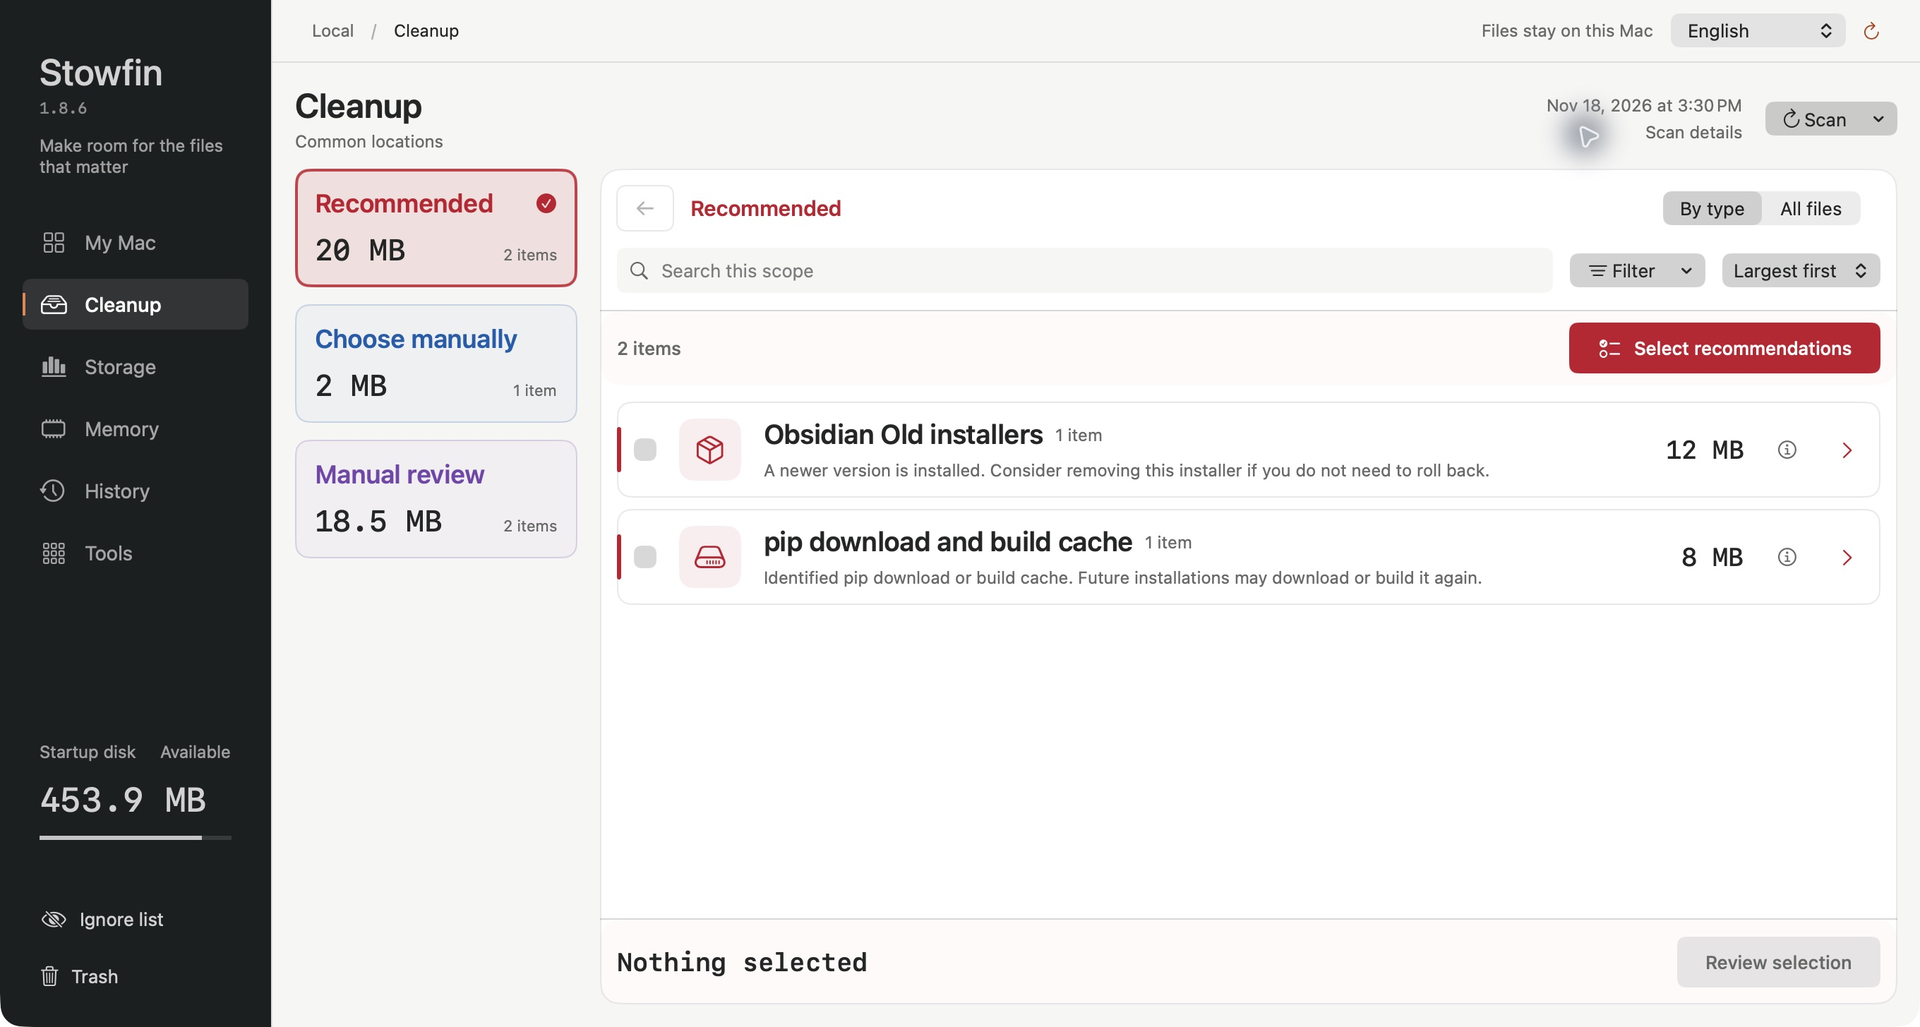 Stowfin
1.8.6
Make room for the files
that matter
My Mac
Cleanup
Storage
Memory
History
Tools
Startup disk Available
453.9 MB
Ignore list
Trash
Local / Cleanup
Files stay on this Mac
English
Cleanup
Common locations
Nov 18, 2026 at 3:30 PM
Scan details
Scan
Recommended
20 MB
2 items
Choose manually
2 MB
1 item
Manual review
18.5 MB
2 items
Recommended
By type
All files
Search this scope
Filter
Largest first
2 items
Select recommendations
Obsidian Old installers 1 item
A newer version is installed. Consider removing this installer if you do not need to roll back.
12 MB
pip download and build cache 1 item
Identified pip download or build cache. Future installations may download or build it again.
8 MB
Nothing selected
Review selection